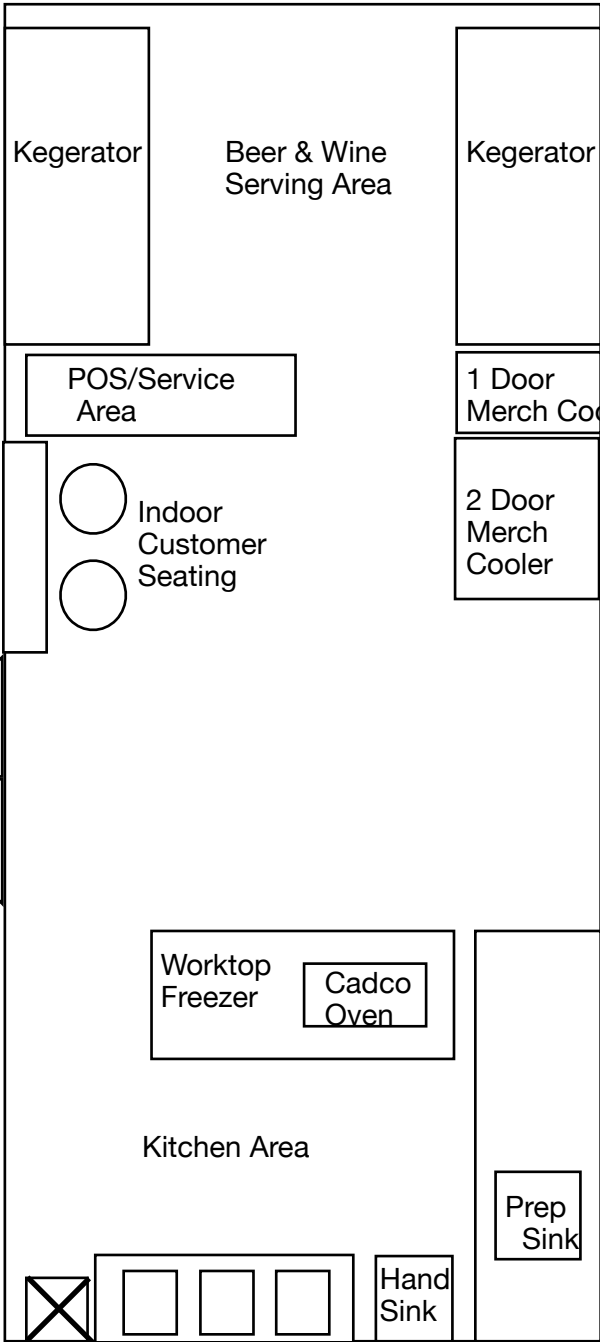 Kegerator
Beer & Wine
Serving Area
Kegerator
POS/Service
Area
1 Door
Merch Coo
2 Door
Merch
Cooler
Indoor
Customer
Seating
Worktop
Freezer
Cadco
Oven
Kitchen Area
Prep
Sink
Hand
Sink